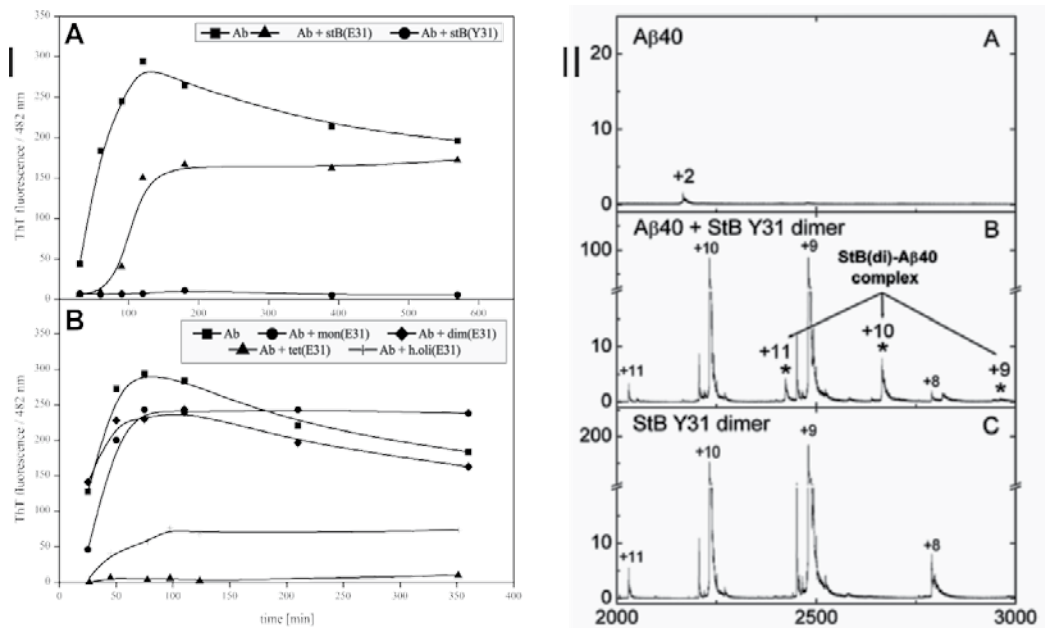 I
A
Ab Ab + stB(E31) Ab + stB(Y31)
ThT fluorescence / 482 nm
350
300
250
200
150
100
50
0
100 200 300 400 500 600
B
Ab Ab + mon(E31) Ab + dim(E31)
Ab + tet(E31) Ab + h.oli(E31)
ThT fluorescence / 482 nm
400
350
300
250
200
150
100
50
0
0 50 100 150 200 250 300 350 400
time [min]
II
Aβ40 A
20
10
0
+2
Aβ40 + StB Y31 dimer B
100
10
0
+11
+10
+9
StB(di)-Aβ40
complex
+11
*
+10
*
+8
+9
*
StB Y31 dimer C
200
10
0
+11
+10
+9
+8
2000 2500 3000